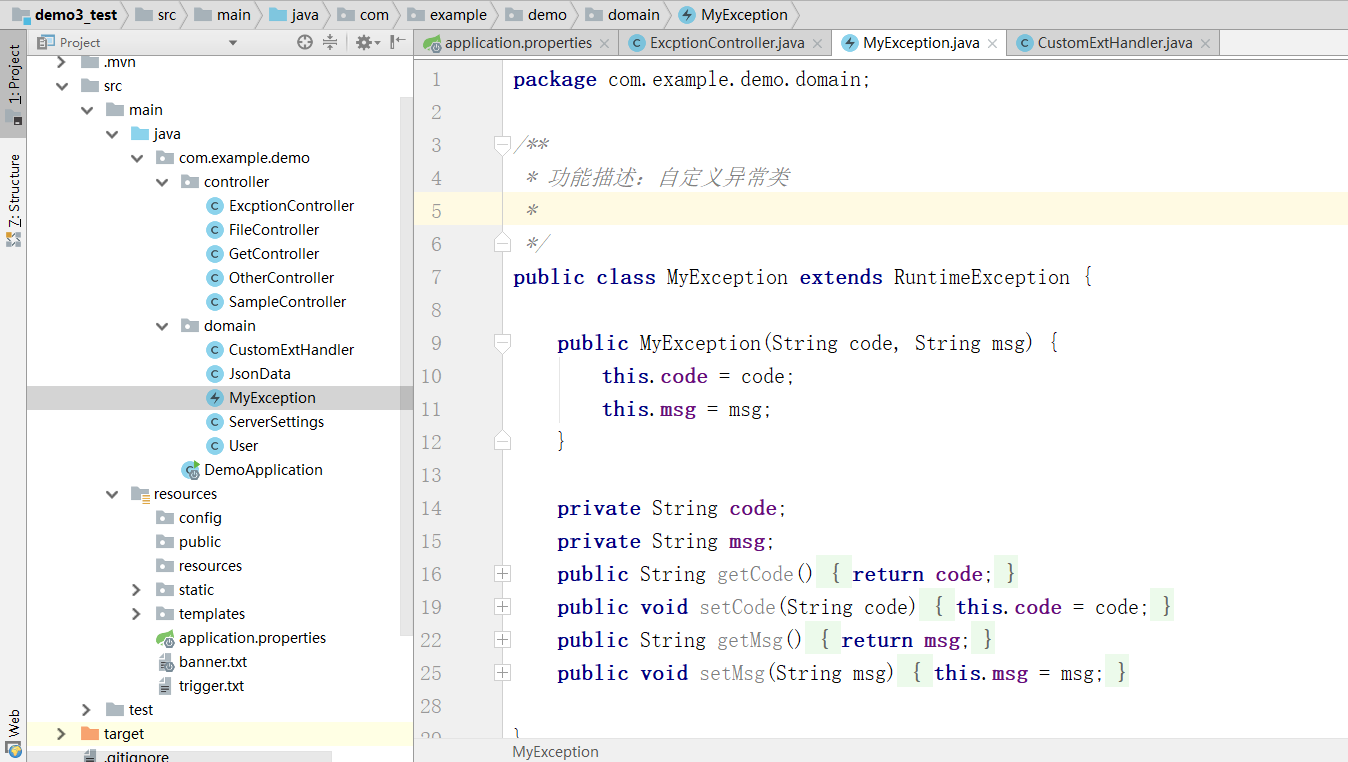 demo3_test src main java com example demo domain MyException
1: Project
Z: Structure
Web
Project
.mvn
src
main
java
com.example.demo
controller
ExcptionController
FileController
GetController
OtherController
SampleController
domain
CustomExtHandler
JsonData
MyException
ServerSettings
User
DemoApplication
resources
config
public
resources
static
templates
application.properties
banner.txt
trigger.txt
test
target
.gitignore
application.properties ExcptionController.java MyException.java CustomExtHandler.java
1 package com.example.demo.domain;
2
3 /**
4 * 功能描述：自定义异常类
5 *
6 */
7 public class MyException extends RuntimeException {
8
9 public MyException(String code, String msg) {
10 this.code = code;
11 this.msg = msg;
12 }
13
14 private String code;
15 private String msg;
16 public String getCode() { return code; }
19 public void setCode(String code) { this.code = code; }
22 public String getMsg() { return msg; }
25 public void setMsg(String msg) { this.msg = msg; }
28
29 }
MyException